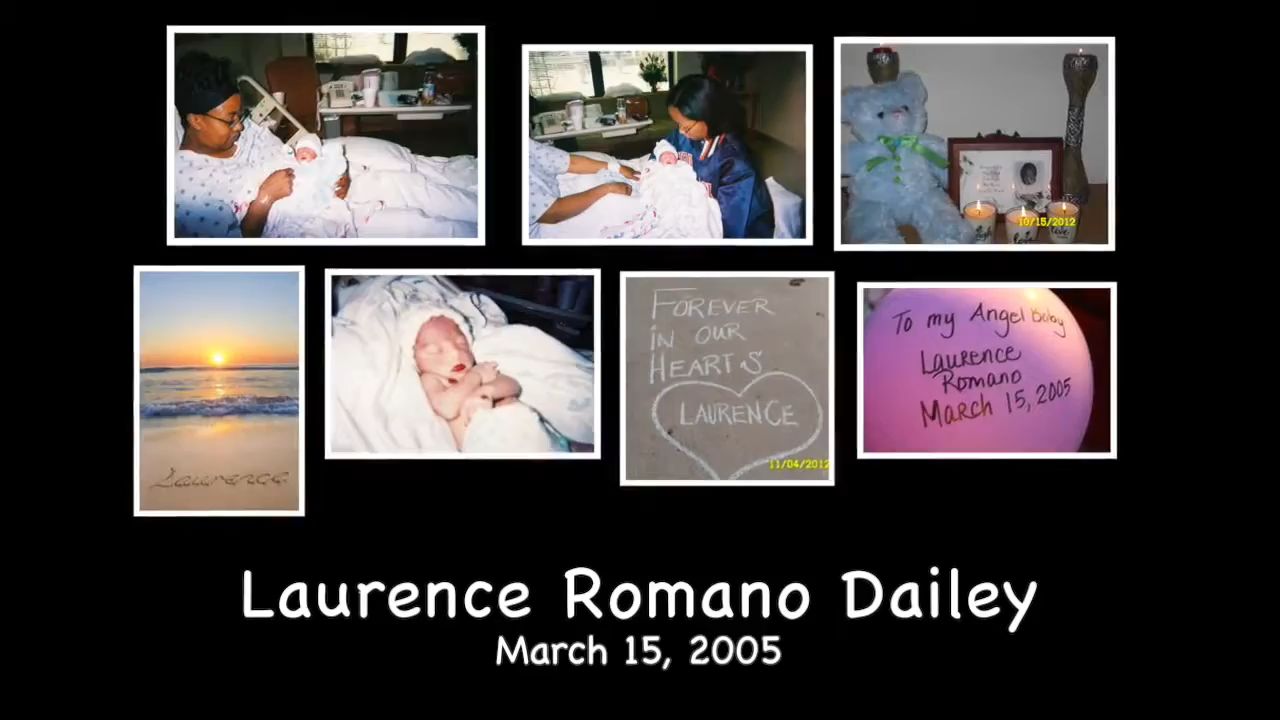 10/15/2012
Laurence
FOREVER
IN OUR
HEARTS
LAURENCE
11/04/2012
To my Angel Baby
Laurence
Romano
March 15, 2005
Laurence Romano Dailey
March 15, 2005